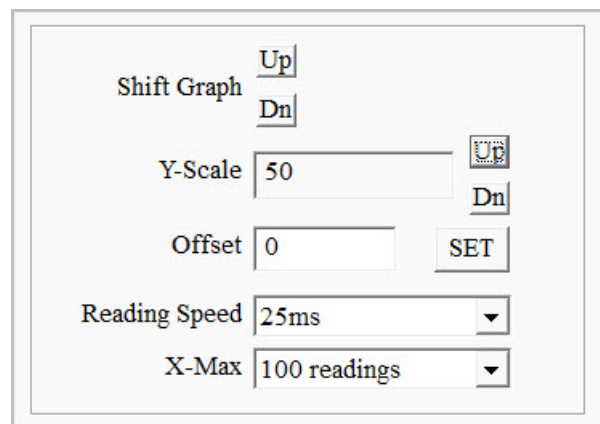 Shift Graph
Up
Dn
Y-Scale 50 Up
Dn
Offset 0 SET
Reading Speed 25ms
X-Max 100 readings